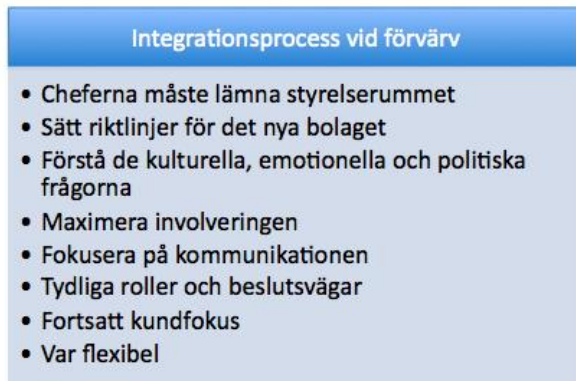 Integrationsprocess vid förvärv
• Cheferna måste lämna styrelserummet
• Sätt riktlinjer för det nya bolaget
• Förstå de kulturella, emotionella och politiska
frågorna
• Maximera involveringen
• Fokusera på kommunikationen
• Tydliga roller och beslutsvägar
• Fortsatt kundfokus
• Var flexibel